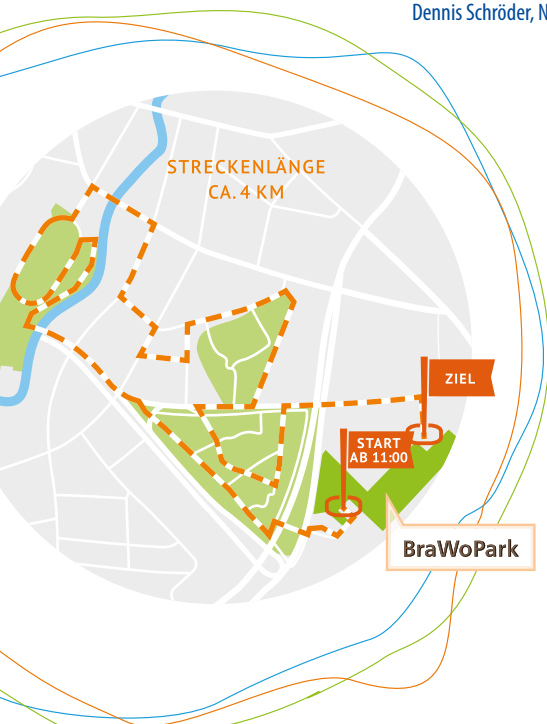 Dennis Schröder, N
STRECKENLÄNGE
CA. 4 KM
ZIEL
START
AB 11:00
BraWoPark